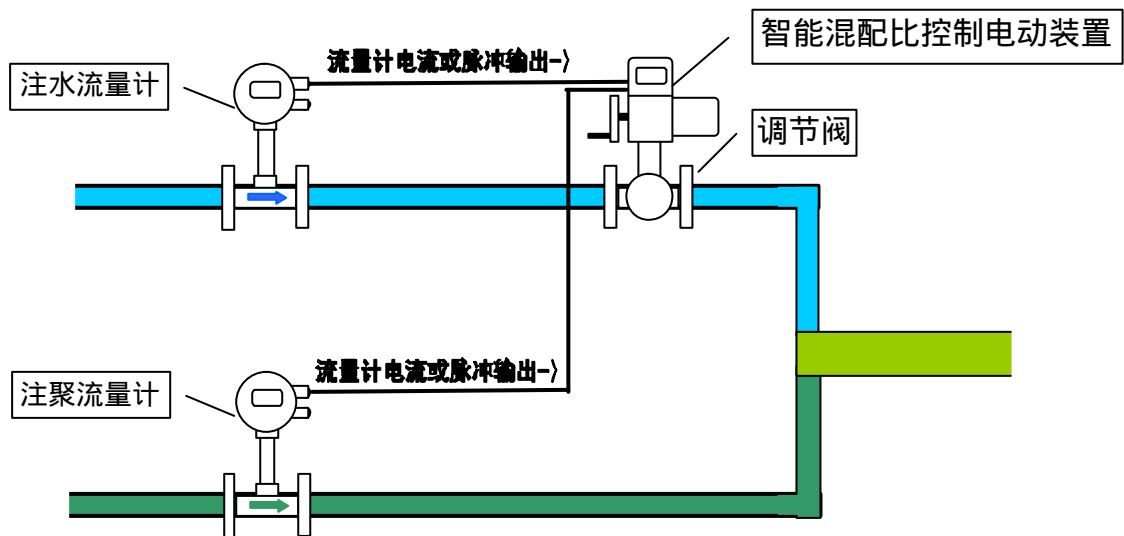 智能混配比控制电动装置
流量计电流或脉冲输出->
注水流量计
调节阀
流量计电流或脉冲输出->
注聚流量计